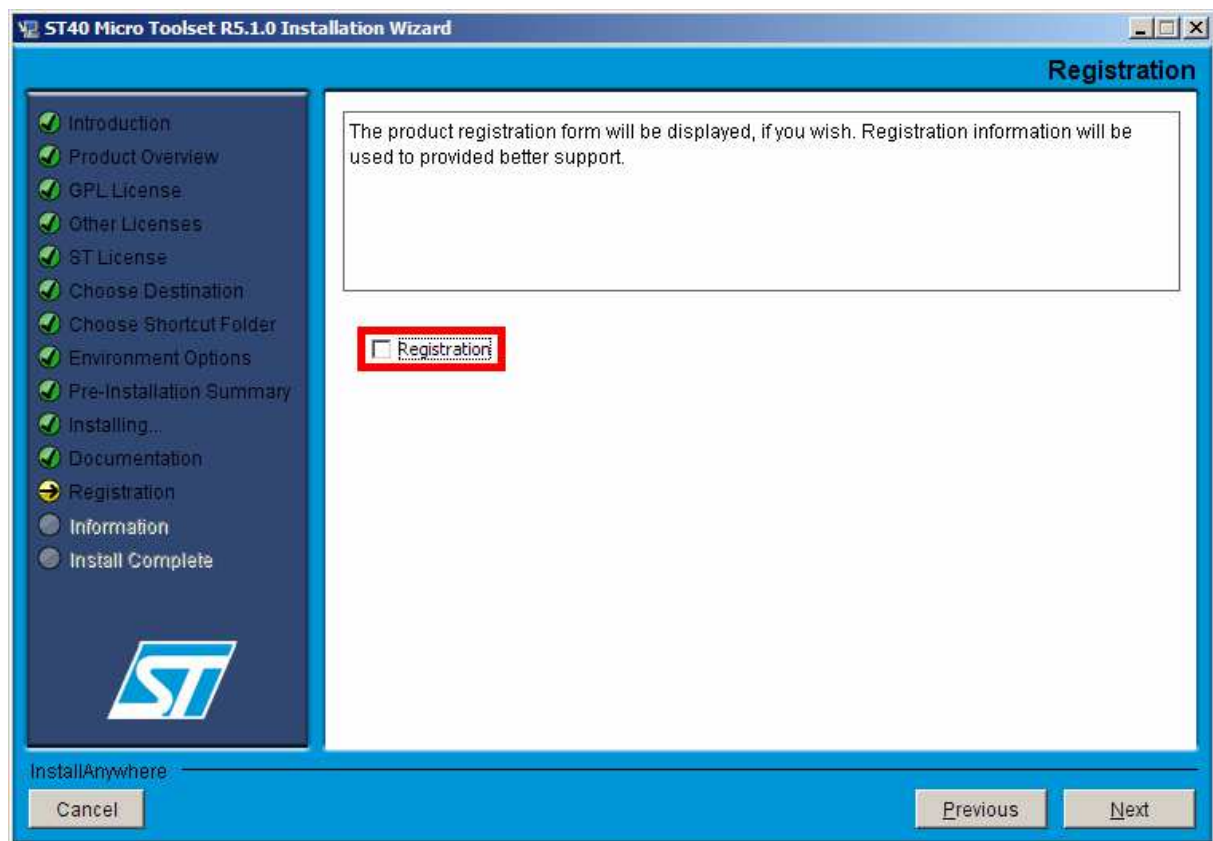 ST40 Micro Toolset R5.1.0 Installation Wizard
Registration
Introduction
Product Overview
GPL License
Other Licenses
ST License
Choose Destination
Choose Shortcut Folder
Environment Options
Pre-Installation Summary
Installing...
Documentation
Registration
Information
Install Complete
ST
The product registration form will be displayed, if you wish. Registration information will be
used to provided better support.
Registration
InstallAnywhere
Cancel
Previous
Next